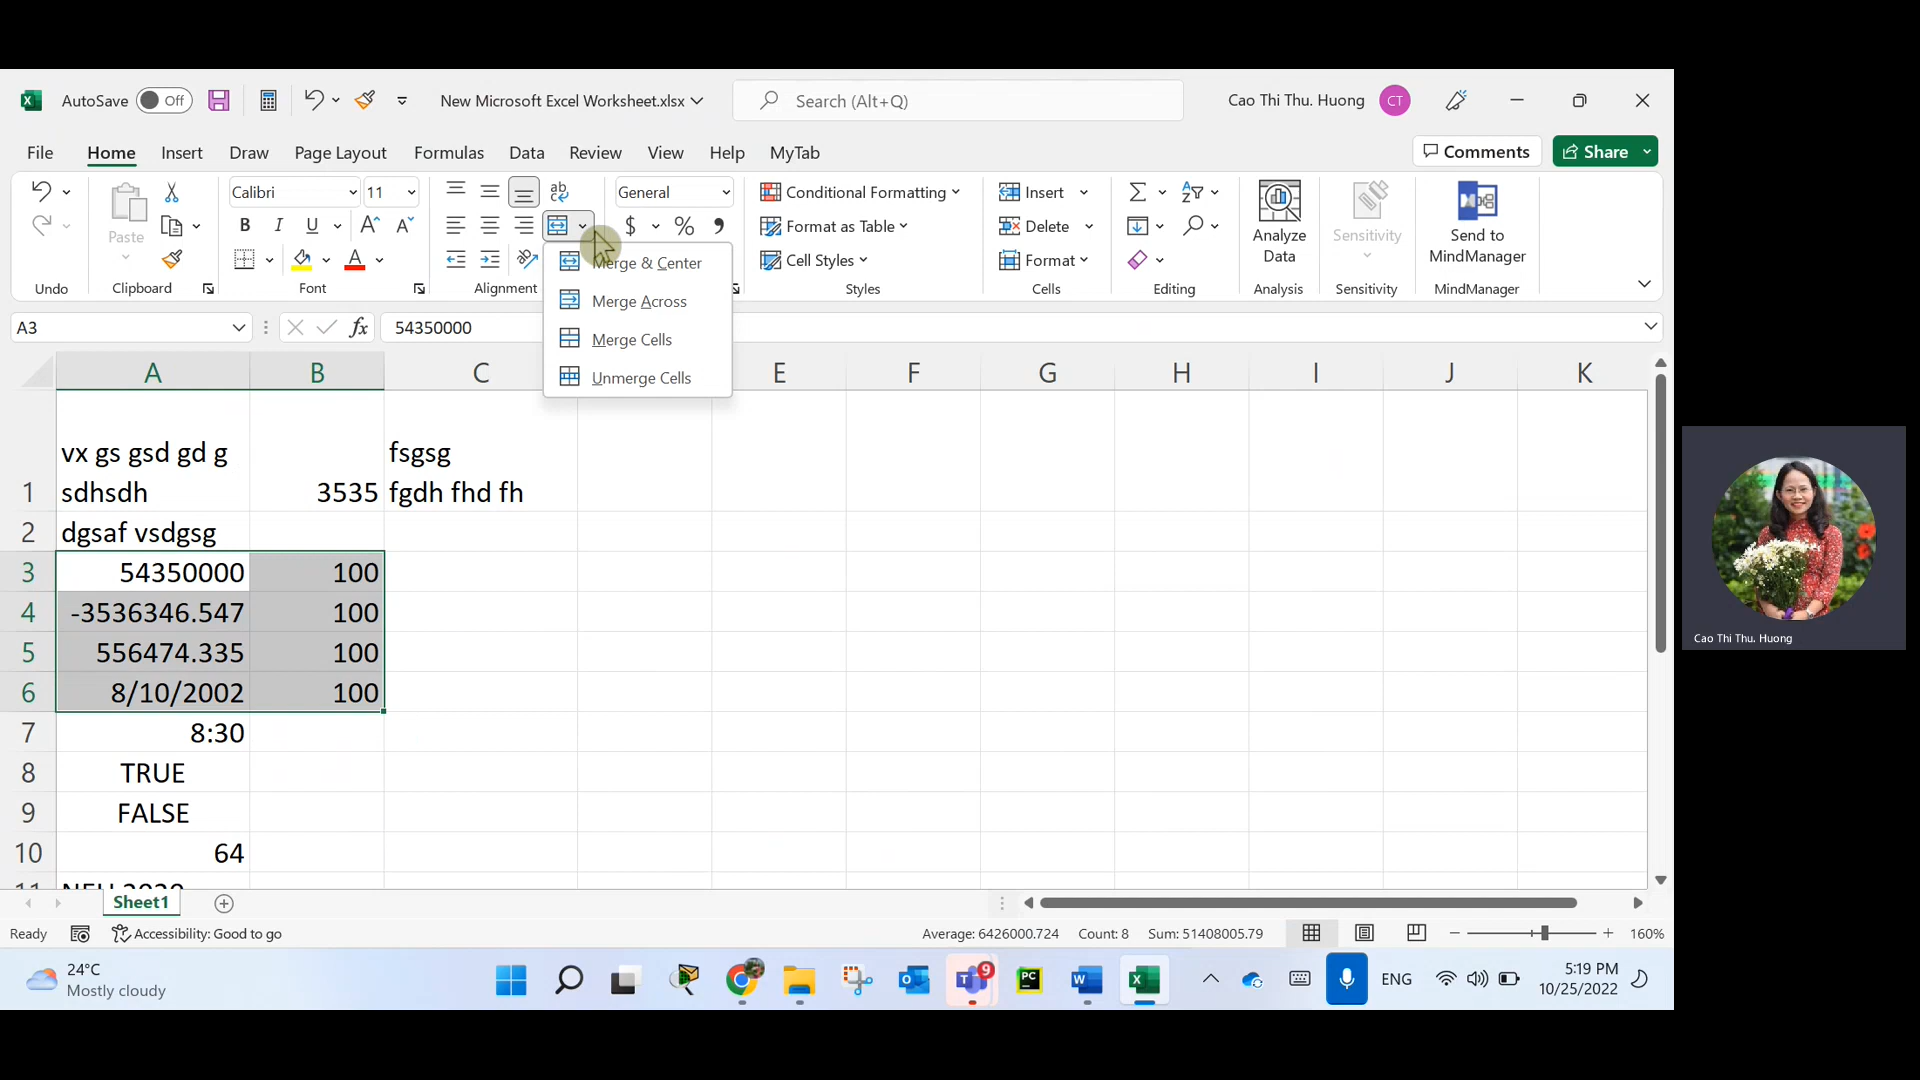 AutoSave Off New Microsoft Excel Worksheet.xlsx Search (Alt+Q) Cao Thi Thu. Huong CT
File Home Insert Draw Page Layout Formulas Data Review View Help MyTab Comments Share
Paste
Calibri 11
B I U A A
A
ab
General
$ % ,
Conditional Formatting
Format as Table
Cell Styles
Insert
Delete
Format
Analyze
Data
Sensitivity
Send to
MindManager
Undo Clipboard Font Alignment Styles Cells Editing Analysis Sensitivity MindManager
Merge & Center
Merge Across
Merge Cells
Unmerge Cells
A3 fx 54350000
A B C E F G H I J K
vx gs gsd gd g fsgsg
1 sdhsdh 3535 fgdh fhd fh
2 dgsaf vsdgsg
3 54350000 100
4 -3536346.547 100
5 556474.335 100
6 8/10/2002 100
7 8:30
8 TRUE
9 FALSE
10 64
Sheet1
Ready Accessibility: Good to go Average: 6426000.724 Count: 8 Sum: 51408005.79 160%
24°C
Mostly cloudy
9
PC
W
ENG
5:19 PM
10/25/2022
Cao Thi Thu. Huong